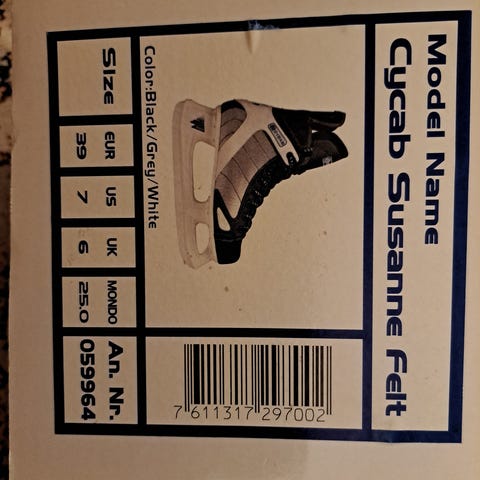 Model Name
Cycab Susanne Felt
Color:Black/Grey/White
7 611317 297002
Size
EUR
39
US
7
UK
6
MONDO
25.0
An. Nr.
059964